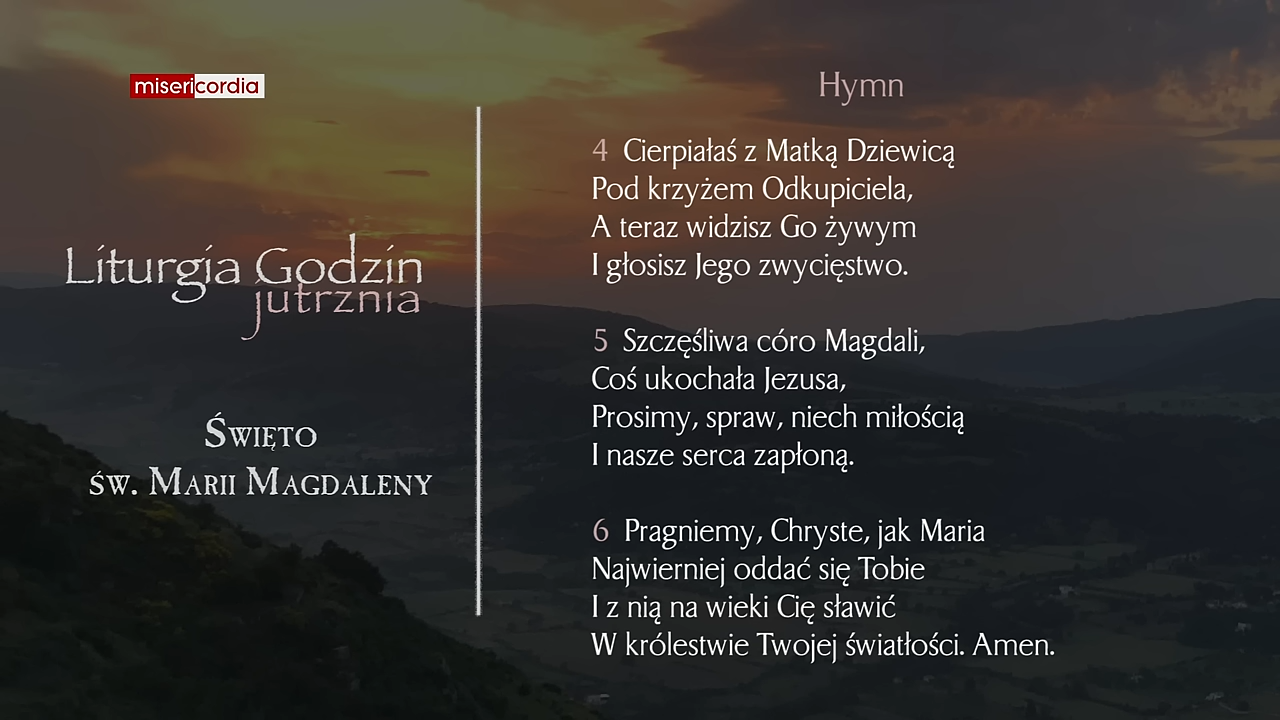 misericordia
Liturgia Godzin
jutrznia
Święto
św. Marii Magdaleny
Hymn
4 Cierpiałaś z Matką Dziewicą
Pod krzyżem Odkupiciela,
A teraz widzisz Go żywym
I głosisz Jego zwycięstwo.
5 Szczęśliwa córo Magdali,
Coś ukochała Jezusa,
Prosimy, spraw, niech miłością
I nasze serca zapłoną.
6 Pragniemy, Chryste, jak Maria
Najwierniej oddać się Tobie
I z nią na wieki Cię sławić
W królestwie Twojej światłości. Amen.